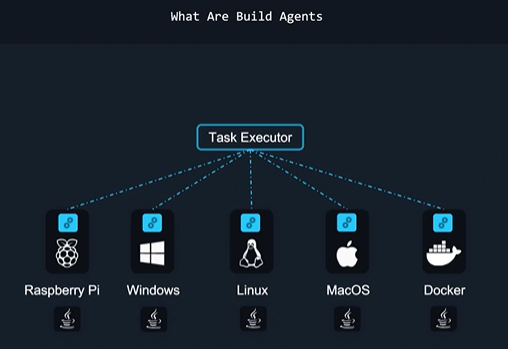 What Are Build Agents
Task Executor
Raspberry Pi
Windows
Linux
MacOS
Docker